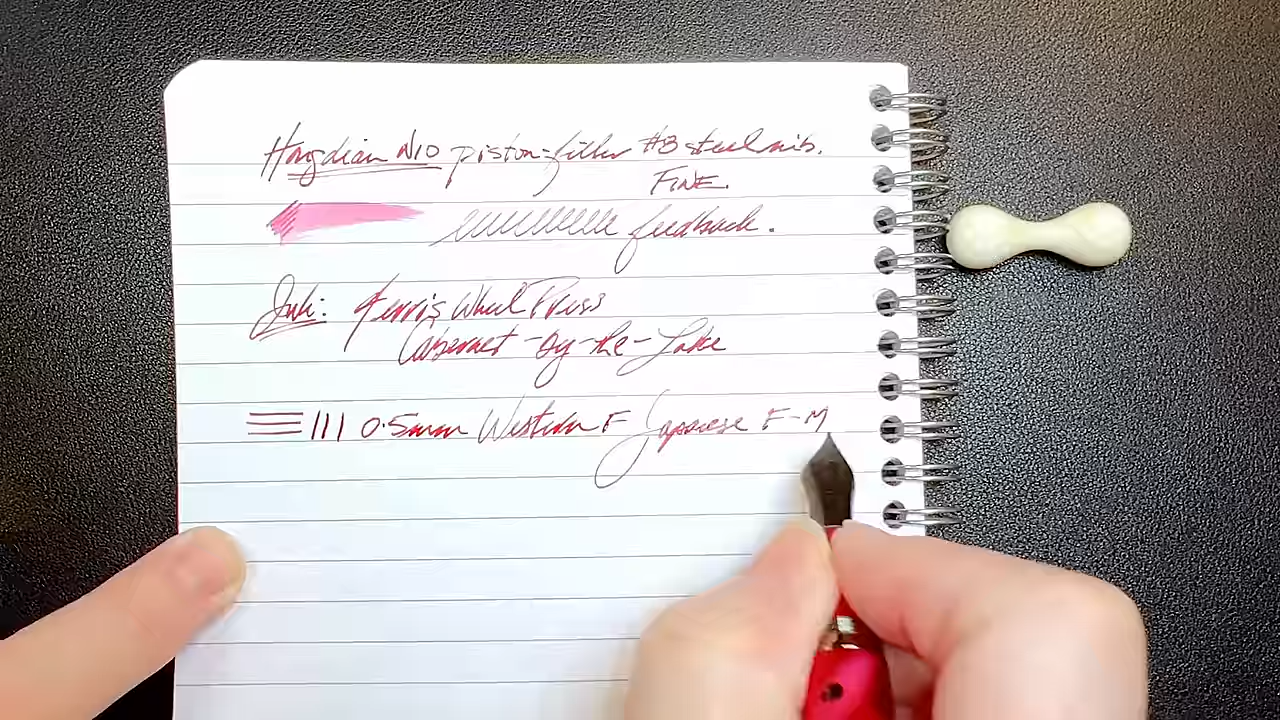 Hongdian N10 piston-filler #8 steel nib.
FINE.
feedback.
Ink: Ferris Wheel Press
Cabernet-by-the-Lake
0.5mm Western F Japanese F-M